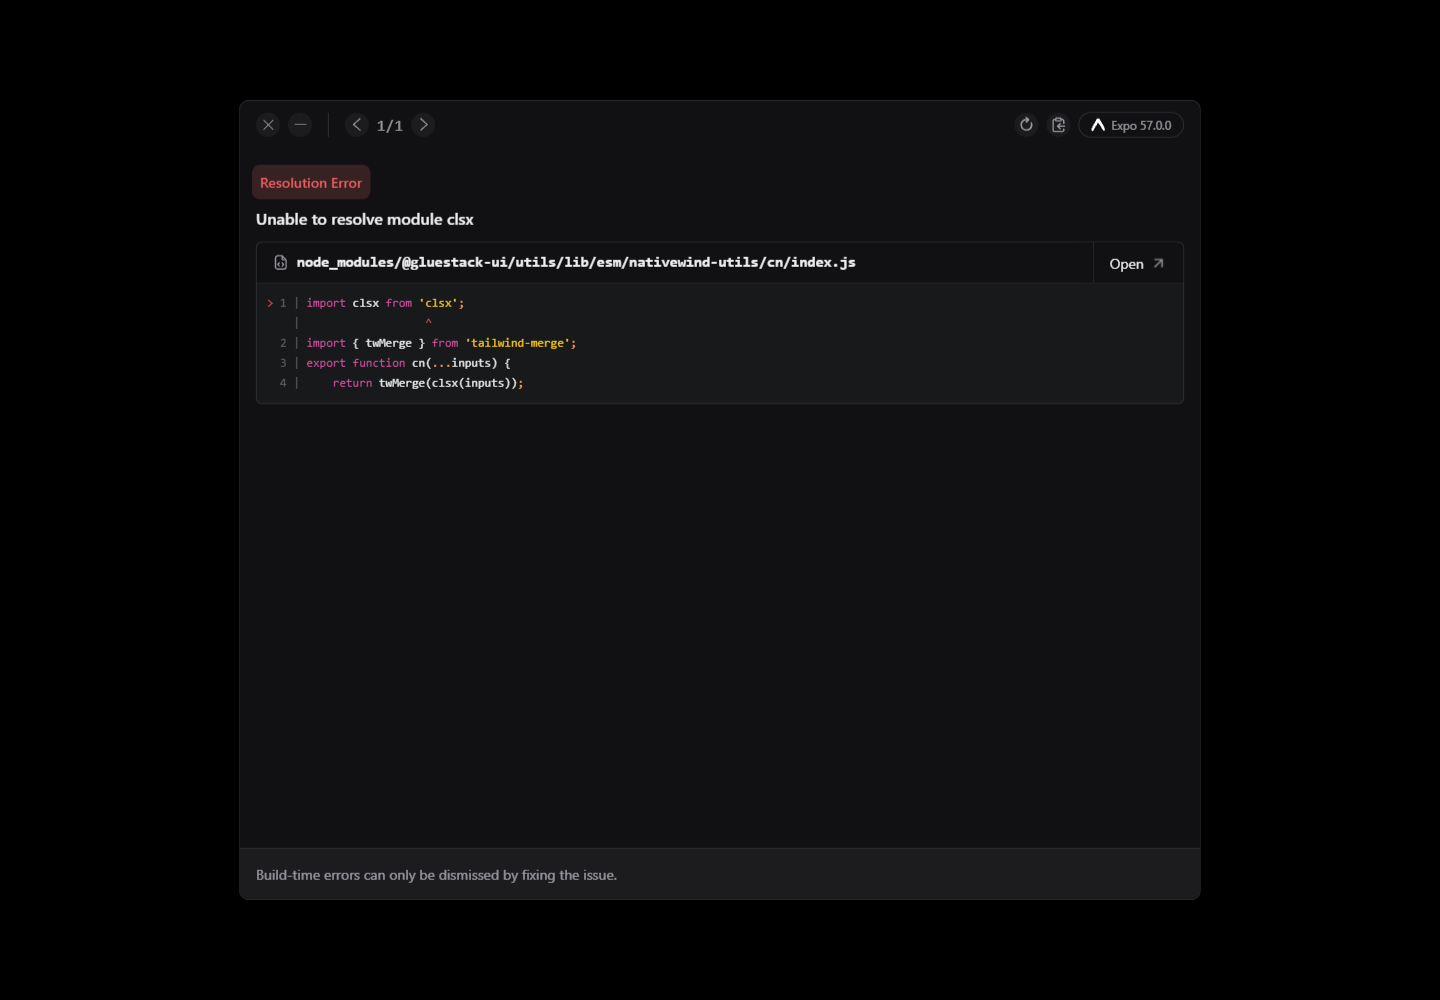 1/1
Expo 57.0.0
Resolution Error
Unable to resolve module clsx
node_modules/@gluestack-ui/utils/lib/esm/nativewind-utils/cn/index.js
Open
> 1 | import clsx from 'clsx';
| ^
2 | import { twMerge } from 'tailwind-merge';
3 | export function cn(...inputs) {
4 |     return twMerge(clsx(inputs));
Build-time errors can only be dismissed by fixing the issue.